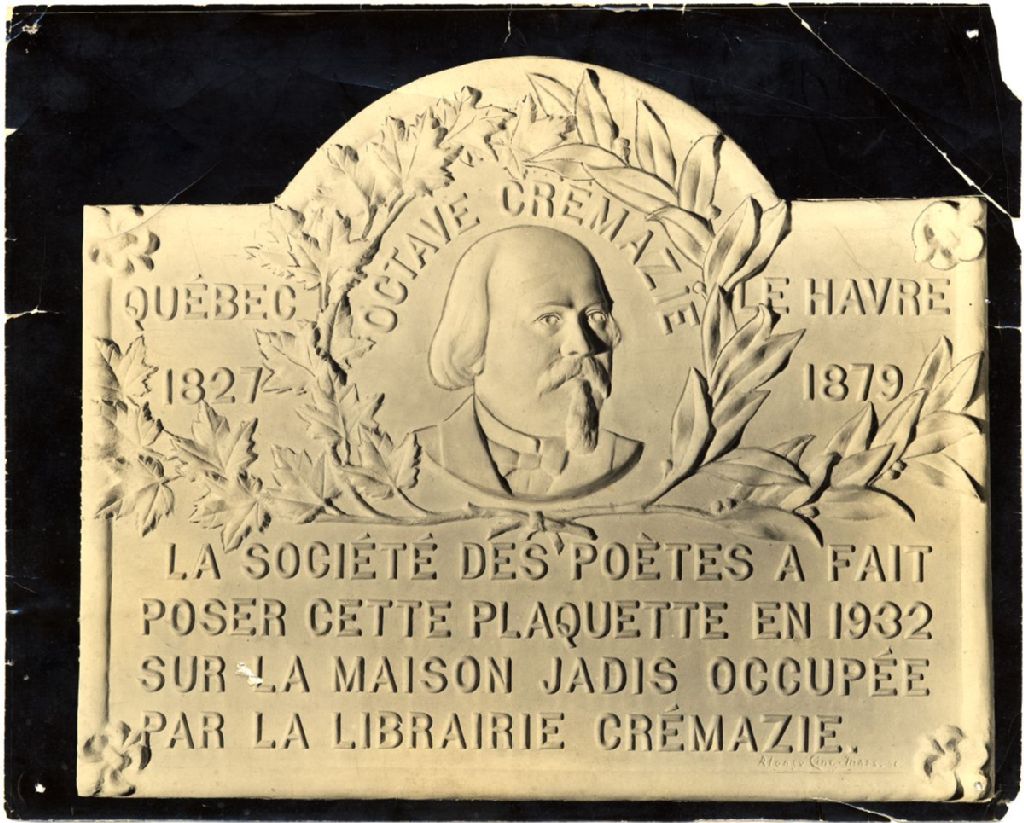 OCTAVE CRÉMAZIE
QUÉBEC
LE HAVRE
1827
1879
LA SOCIÉTÉ DES POÈTES A FAIT
POSER CETTE PLAQUETTE EN 1932
SUR LA MAISON JADIS OCCUPÉE
PAR LA LIBRAIRIE CRÉMAZIE.